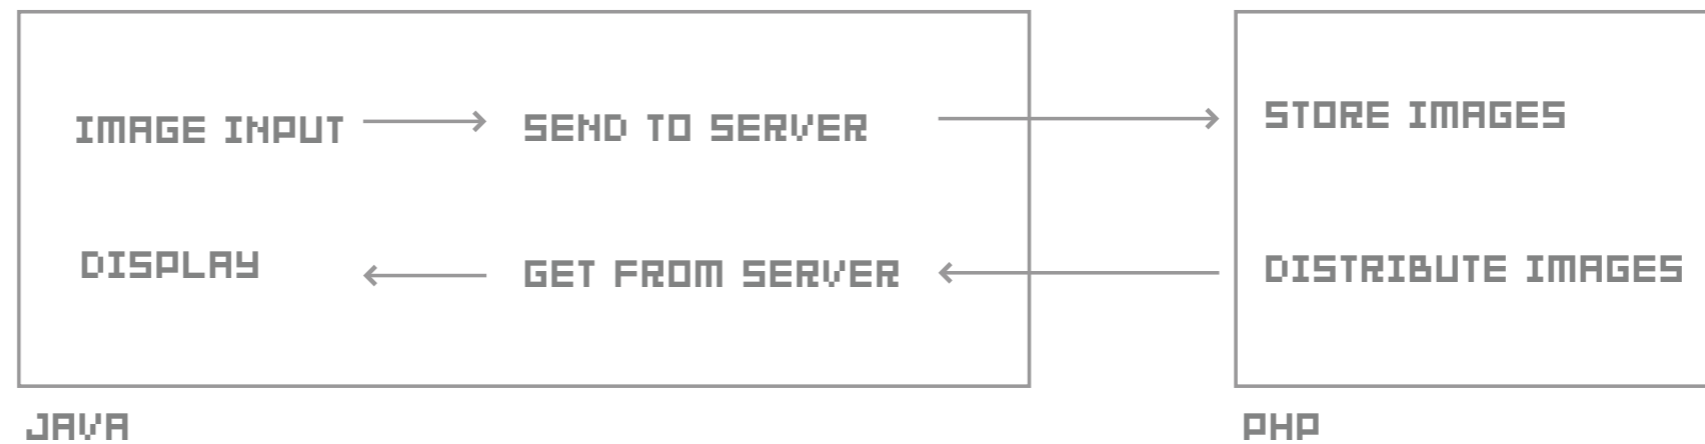 IMAGE INPUT
SEND TO SERVER
STORE IMAGES
DISPLAY
GET FROM SERVER
DISTRIBUTE IMAGES
JAVA
PHP